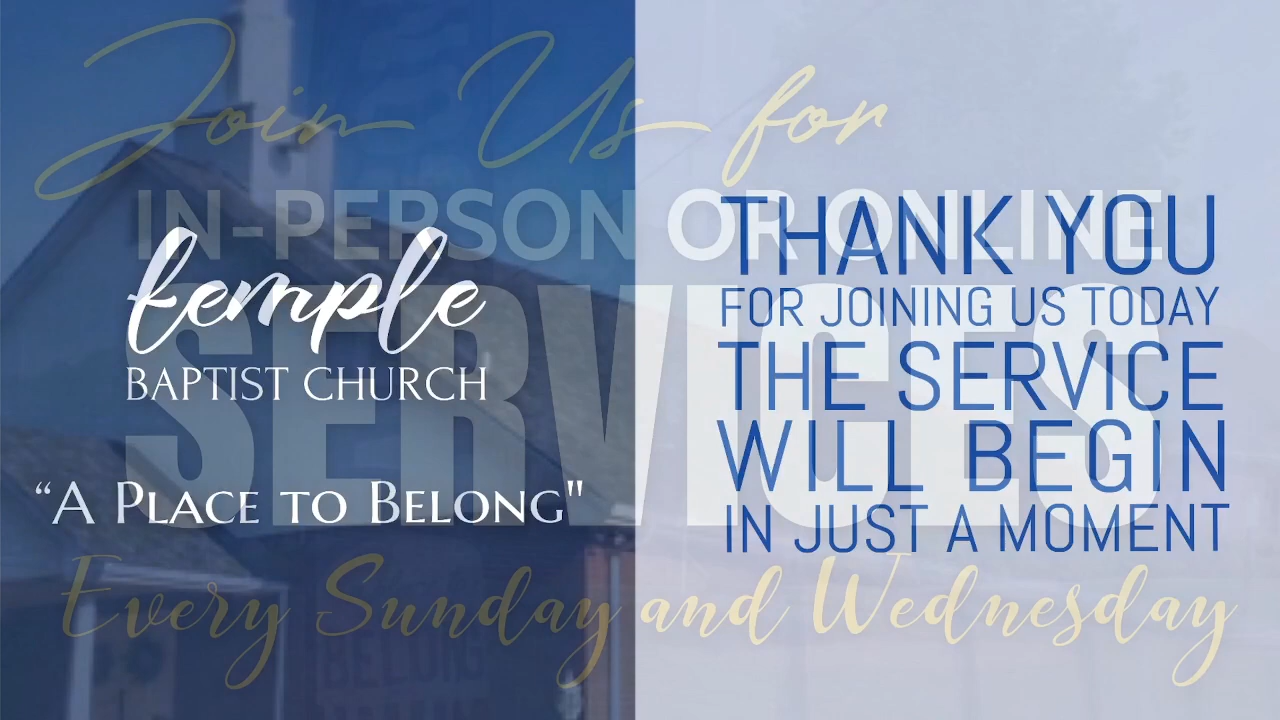 Join Us for
IN-PERSON OR ONLINE
SERVICES
Every Sunday and Wednesday
temple
BAPTIST CHURCH
“A PLACE TO BELONG"
THANK YOU
FOR JOINING US TODAY
THE SERVICE
WILL BEGIN
IN JUST A MOMENT
BELONG